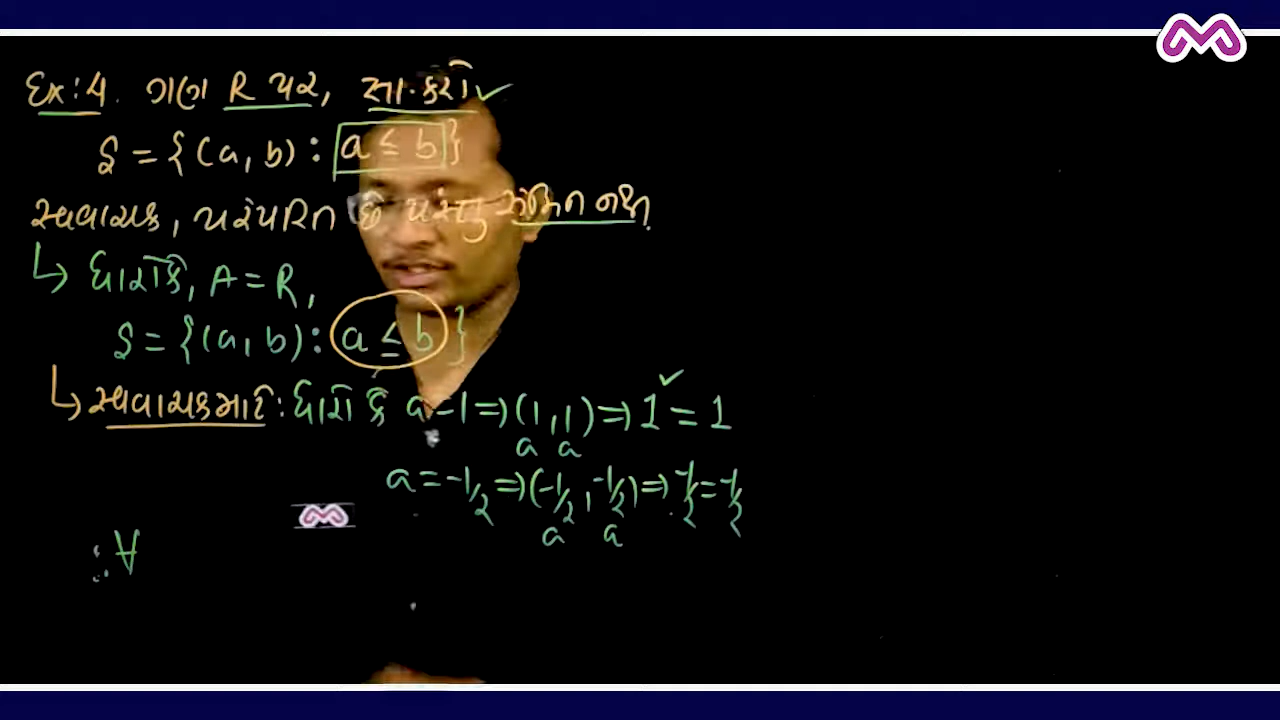 Ex:4. ગણ R પર, સા.કરો ✓
S = {(a, b) : a ≤ b}
સ્વવાચક, પરંપરિત છે પરંતુ સંમિત નથી.
↳ ધારોકે, A = R,
S = {(a, b) : a ≤ b}
↳ સ્વવાચકમાટે : ધારો કે a = 1 ⇒ (1, 1) ⇒ 1 = 1 ✓
a a
a = -1/2 ⇒ (-1/2, -1/2) ⇒ -1/2 = -1/2
a a
∴ ∀